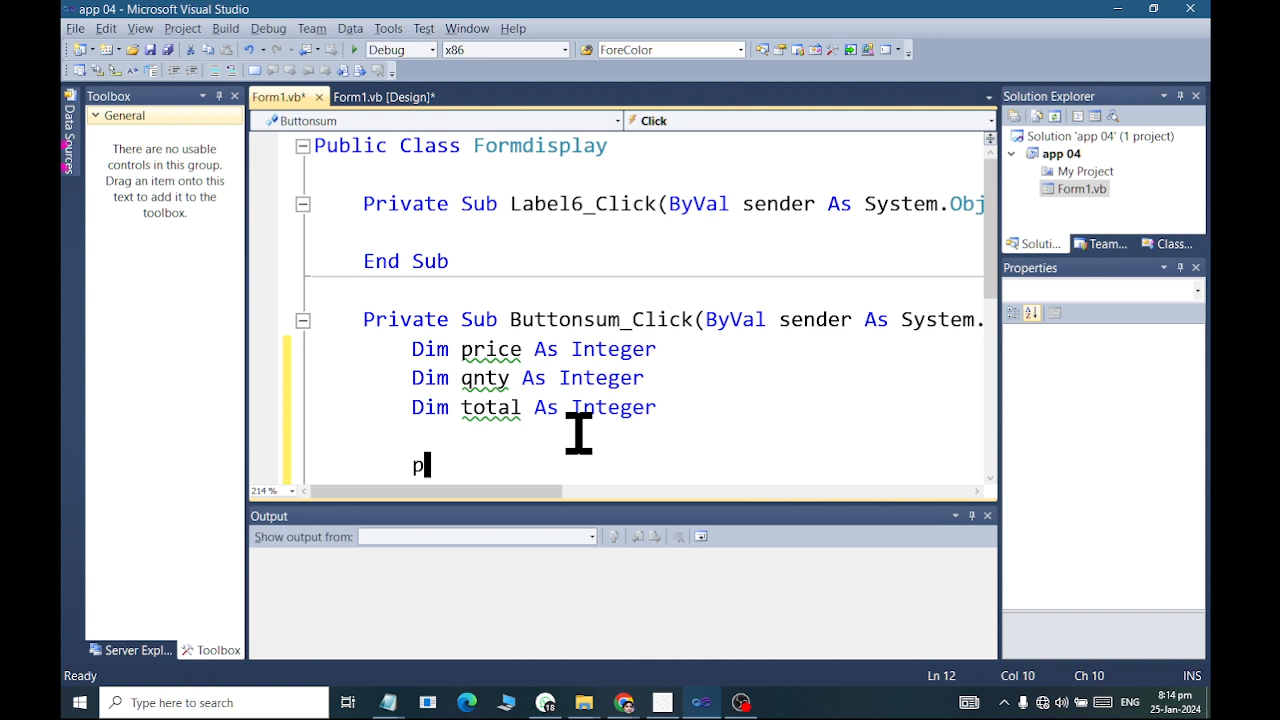 app 04 - Microsoft Visual Studio
File Edit View Project Build Debug Team Data Tools Test Window Help
Debug x86 ForeColor
Data Sources
Toolbox
General
There are no usable
controls in this group.
Drag an item onto this
text to add it to the
toolbox.
Server Expl... Toolbox
Form1.vb* Form1.vb [Design]*
Buttonsum Click
Public Class Formdisplay
Private Sub Label6_Click(ByVal sender As System.Obj
End Sub
Private Sub Buttonsum_Click(ByVal sender As System.
Dim price As Integer
Dim qnty As Integer
Dim total As Integer
p
214 %
Output
Show output from:
Solution Explorer
Solution 'app 04' (1 project)
app 04
My Project
Form1.vb
Soluti... Team... Class...
Properties
Ready Ln 12 Col 10 Ch 10 INS
Type here to search
18
ENG
8:14 pm
25-Jan-2024